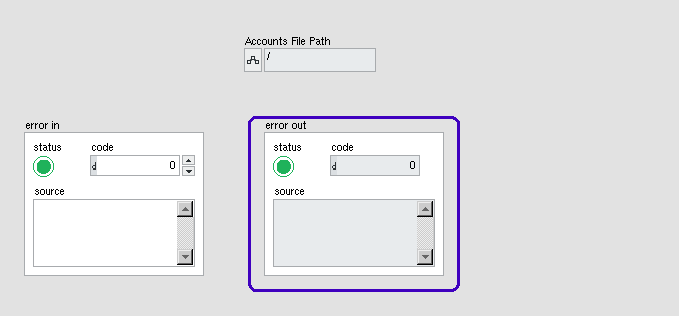 Accounts File Path
/
error in
status code
d 0
source
error out
status code
d 0
source